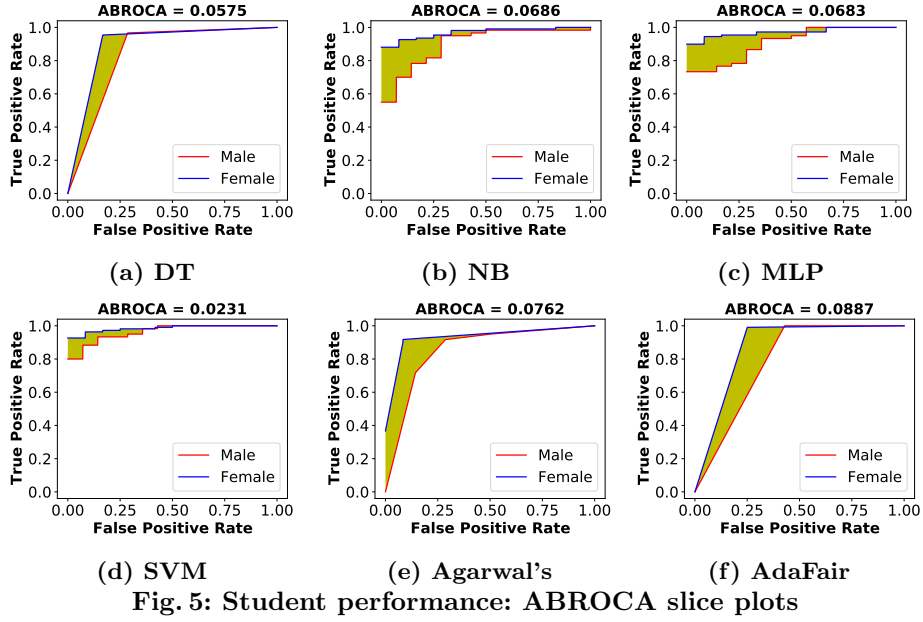 ABROCA = 0.0575
True Positive Rate
1.0
0.8
0.6
0.4
0.2
0.0
Male
Female
0.00 0.25 0.50 0.75 1.00
False Positive Rate
(a) DT
ABROCA = 0.0686
True Positive Rate
1.0
0.8
0.6
0.4
0.2
0.0
Male
Female
0.00 0.25 0.50 0.75 1.00
False Positive Rate
(b) NB
ABROCA = 0.0683
True Positive Rate
1.0
0.8
0.6
0.4
0.2
0.0
Male
Female
0.00 0.25 0.50 0.75 1.00
False Positive Rate
(c) MLP
ABROCA = 0.0231
True Positive Rate
1.0
0.8
0.6
0.4
0.2
0.0
Male
Female
0.00 0.25 0.50 0.75 1.00
False Positive Rate
(d) SVM
ABROCA = 0.0762
True Positive Rate
1.0
0.8
0.6
0.4
0.2
0.0
Male
Female
0.00 0.25 0.50 0.75 1.00
False Positive Rate
(e) Agarwal's
ABROCA = 0.0887
True Positive Rate
1.0
0.8
0.6
0.4
0.2
0.0
Male
Female
0.00 0.25 0.50 0.75 1.00
False Positive Rate
(f) AdaFair
Fig. 5: Student performance: ABROCA slice plots